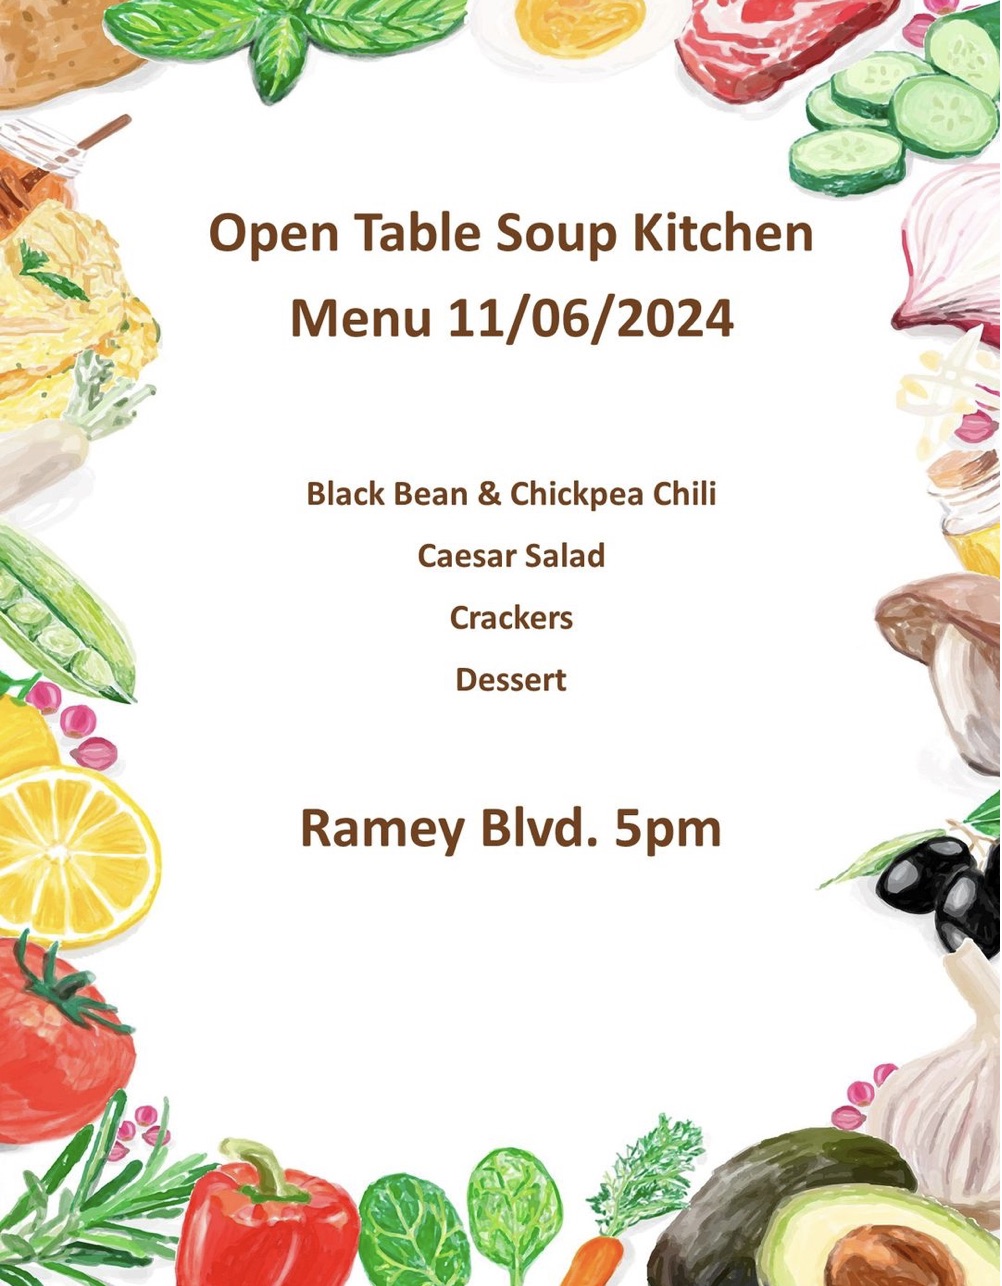 Open Table Soup Kitchen
Menu 11/06/2024
Black Bean & Chickpea Chili
Caesar Salad
Crackers
Dessert
Ramey Blvd. 5pm